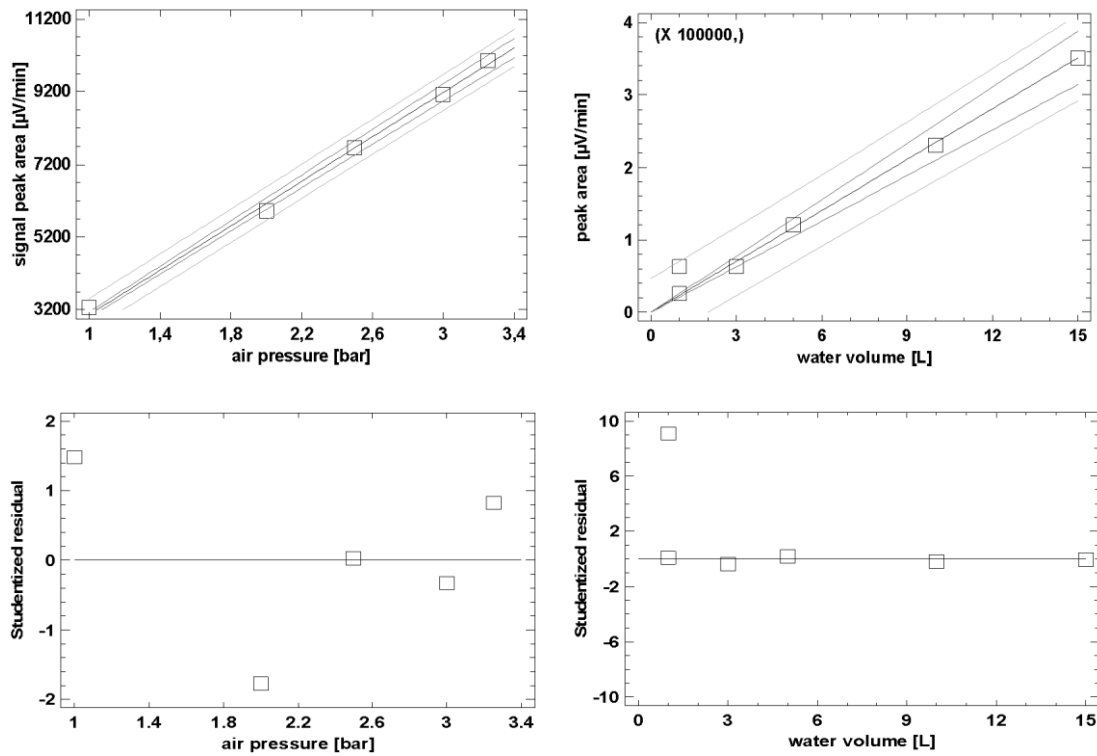 signal peak area [µV/min]
11200
9200
7200
5200
3200
1 1,4 1,8 2,2 2,6 3 3,4
air pressure [bar]
(X 100000,)
peak area [µV/min]
4
3
2
1
0
0 3 6 9 12 15
water volume [L]
Studentized residual
2
1
0
-1
-2
1 1.4 1.8 2.2 2.6 3 3.4
air pressure [bar]
Studentized residual
10
6
2
-2
-6
-10
0 3 6 9 12 15
water volume [L]